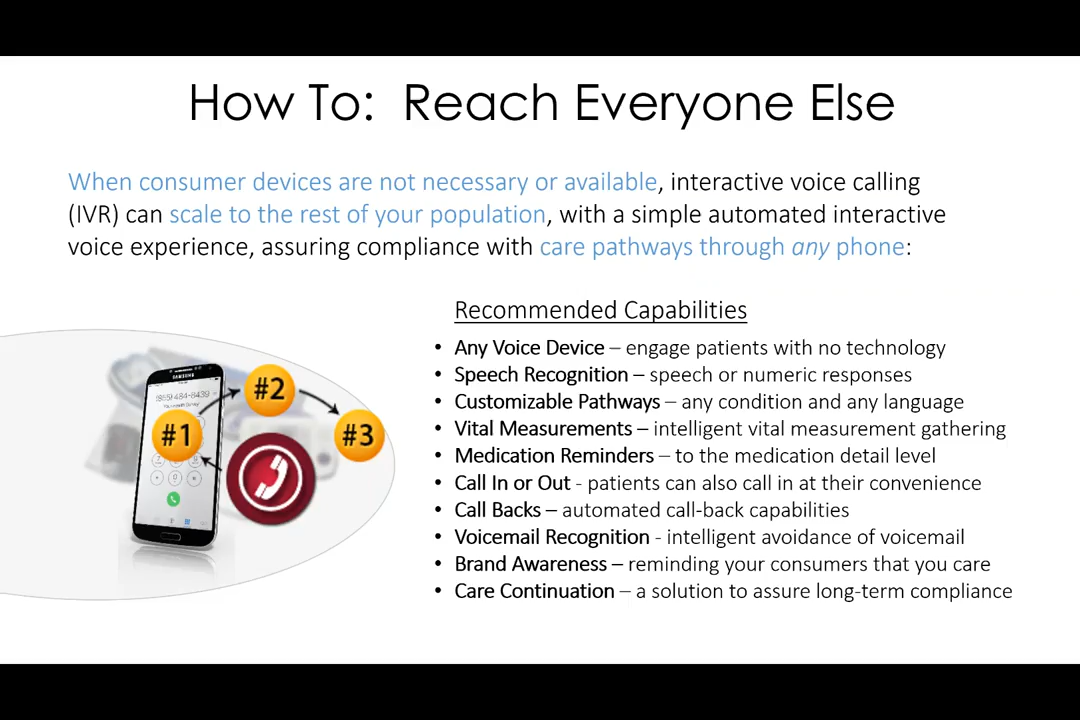 How To:  Reach Everyone Else
When consumer devices are not necessary or available, interactive voice calling
(IVR) can scale to the rest of your population, with a simple automated interactive
voice experience, assuring compliance with care pathways through any phone:
Recommended Capabilities
• Any Voice Device – engage patients with no technology
• Speech Recognition – speech or numeric responses
• Customizable Pathways – any condition and any language
• Vital Measurements – intelligent vital measurement gathering
• Medication Reminders – to the medication detail level
• Call In or Out - patients can also call in at their convenience
• Call Backs – automated call-back capabilities
• Voicemail Recognition - intelligent avoidance of voicemail
• Brand Awareness – reminding your consumers that you care
• Care Continuation – a solution to assure long-term compliance
SAMSUNG
(855) 484-8439
#1
#2
#3